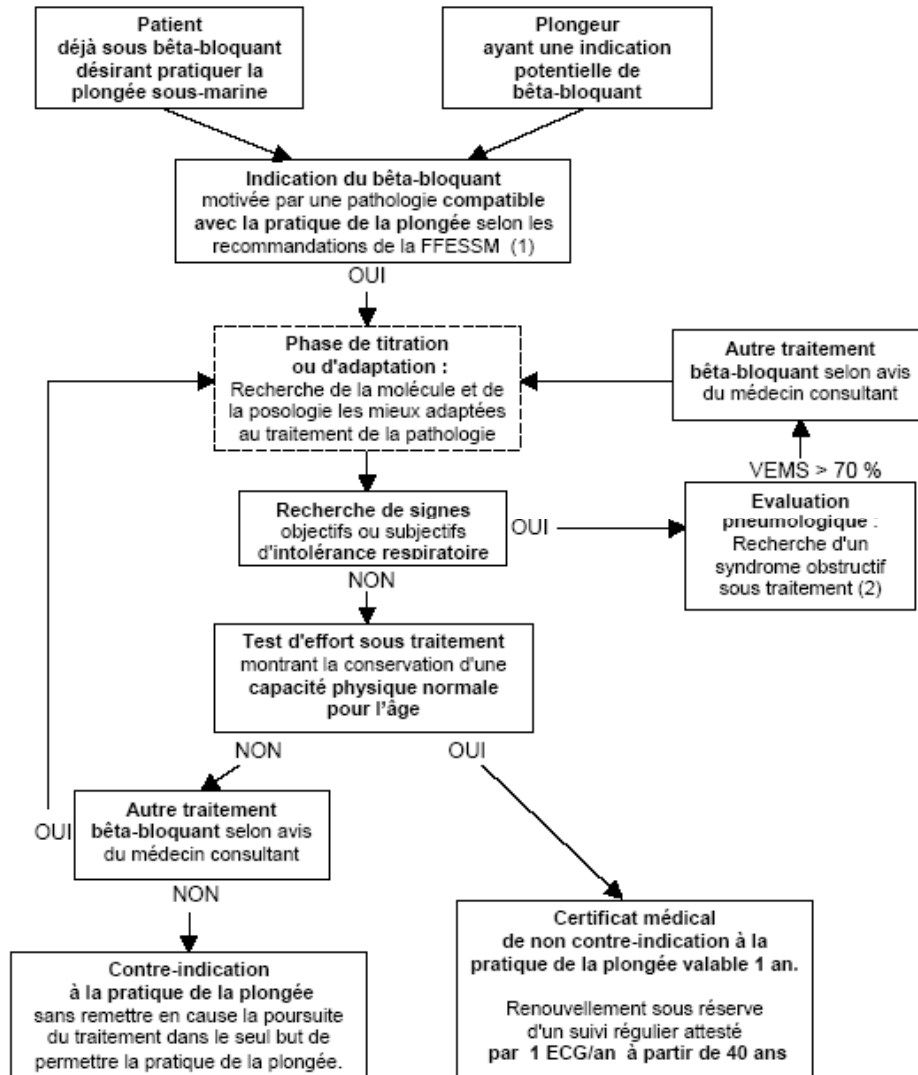 Patient
déjà sous bêta-bloquant
désirant pratiquer la
plongée sous-marine
Plongeur
ayant une indication
potentielle de
bêta-bloquant
Indication du bêta-bloquant
motivée par une pathologie compatible
avec la pratique de la plongée selon les
recommandations de la FFESSM (1)
OUI
Phase de titration
ou d'adaptation :
Recherche de la molécule et de
la posologie les mieux adaptées
au traitement de la pathologie
Autre traitement
bêta-bloquant selon avis
du médecin consultant
VEMS > 70 %
Recherche de signes
objectifs ou subjectifs
d'intolérance respiratoire
OUI
Evaluation
pneumologique :
Recherche d'un
syndrome obstructif
sous traitement (2)
NON
Test d'effort sous traitement
montrant la conservation d'une
capacité physique normale
pour l'âge
NON
OUI
Autre traitement
bêta-bloquant selon avis
du médecin consultant
OUI
NON
Contre-indication
à la pratique de la plongée
sans remettre en cause la poursuite
du traitement dans le seul but de
permettre la pratique de la plongée.
Certificat médical
de non contre-indication à la
pratique de la plongée valable 1 an.
Renouvellement sous réserve
d'un suivi régulier attesté
par 1 ECG/an à partir de 40 ans